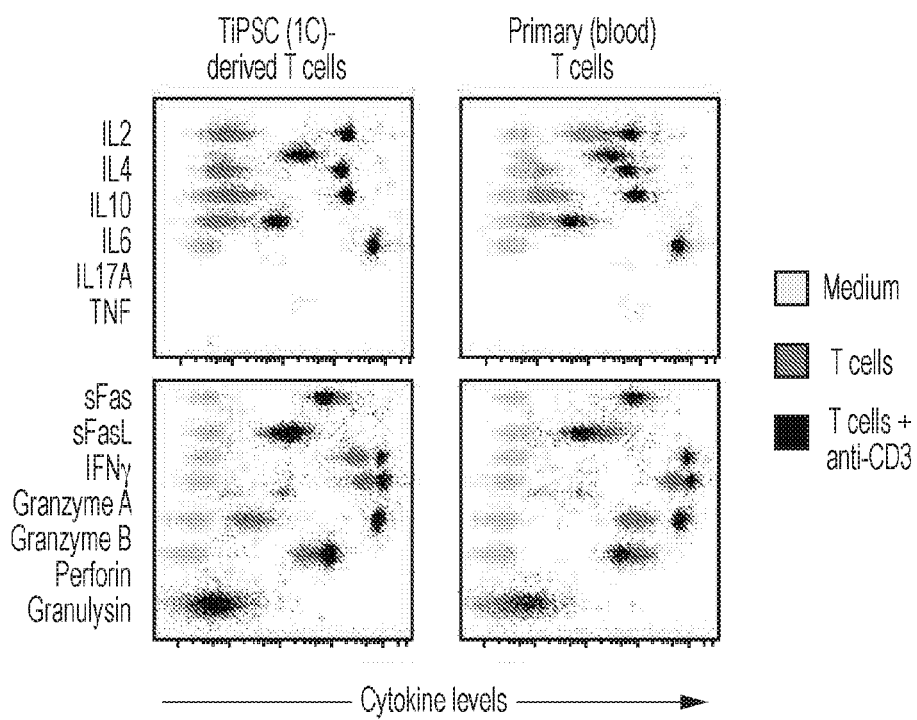 TiPSC (1C)-
derived T cells
Primary (blood)
T cells
IL2
IL4
IL10
IL6
IL17A
TNF
Medium
T cells
T cells +
anti-CD3
sFas
sFasL
IFNγ
Granzyme A
Granzyme B
Perforin
Granulysin
Cytokine levels